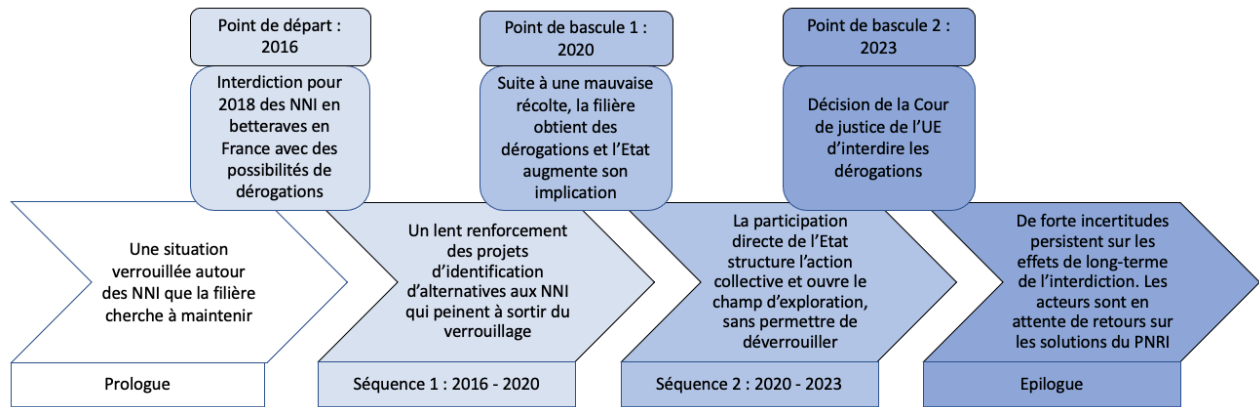 Point de départ :
2016
Interdiction pour
2018 des NNI en
betteraves en
France avec des
possibilités de
dérogations
Point de bascule 1 :
2020
Suite à une mauvaise
récolte, la filière
obtient des
dérogations et l’Etat
augmente son
implication
Point de bascule 2 :
2023
Décision de la Cour
de justice de l’UE
d’interdire les
dérogations
Une situation
verrouillée autour
des NNI que la filière
cherche à maintenir
Prologue
Un lent renforcement
des projets
d’identification
d’alternatives aux NNI
qui peinent à sortir du
verrouillage
Séquence 1 : 2016 - 2020
La participation
directe de l’Etat
structure l’action
collective et ouvre le
champ d’exploration,
sans permettre de
déverrouiller
Séquence 2 : 2020 - 2023
De forte incertitudes
persistent sur les
effets de long-terme
de l’interdiction. Les
acteurs sont en
attente de retours sur
les solutions du PNRI
Epilogue